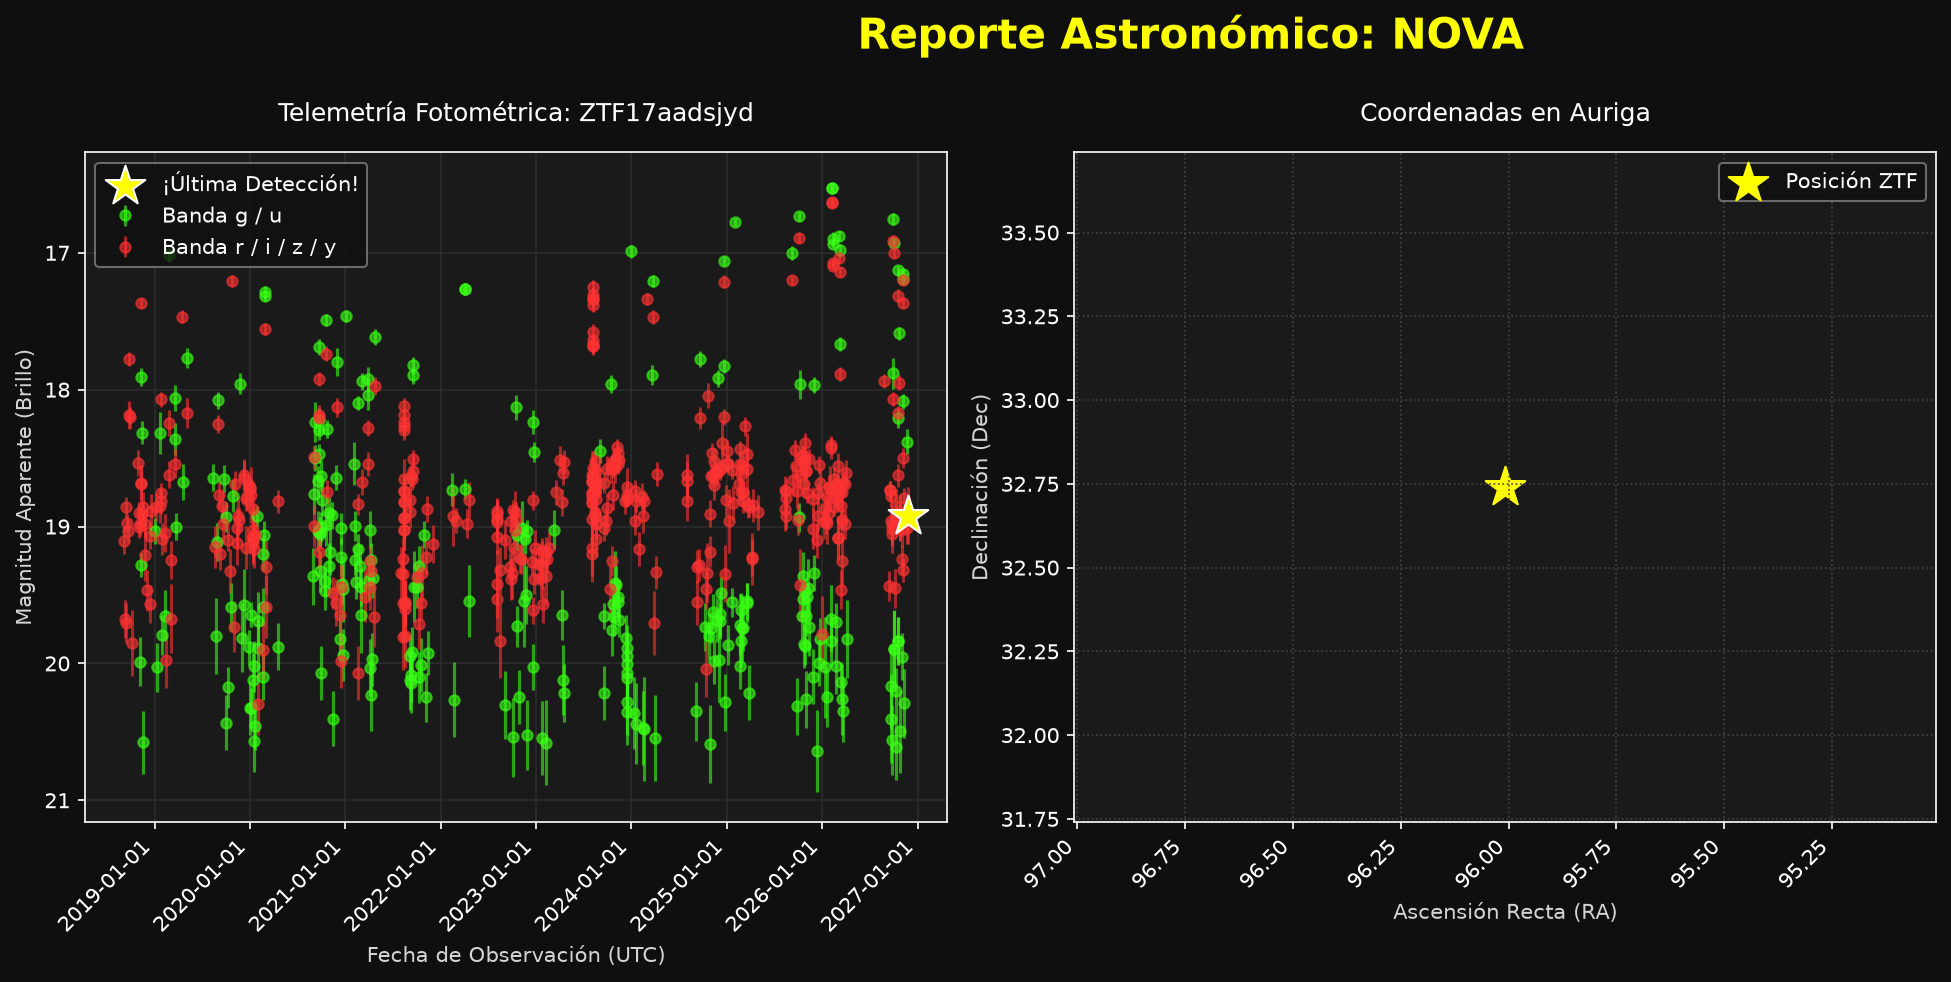 Reporte Astronómico: NOVA
Telemetría Fotométrica: ZTF17aadsjyd
¡Última Detección!
Banda g / u
Banda r / i / z / y
Magnitud Aparente (Brillo)
17
18
19
20
21
2019-01-01
2020-01-01
2021-01-01
2022-01-01
2023-01-01
2024-01-01
2025-01-01
2026-01-01
2027-01-01
Fecha de Observación (UTC)
Coordenadas en Auriga
Posición ZTF
Declinación (Dec)
33.50
33.25
33.00
32.75
32.50
32.25
32.00
31.75
97.00
96.75
96.50
96.25
96.00
95.75
95.50
95.25
Ascensión Recta (RA)